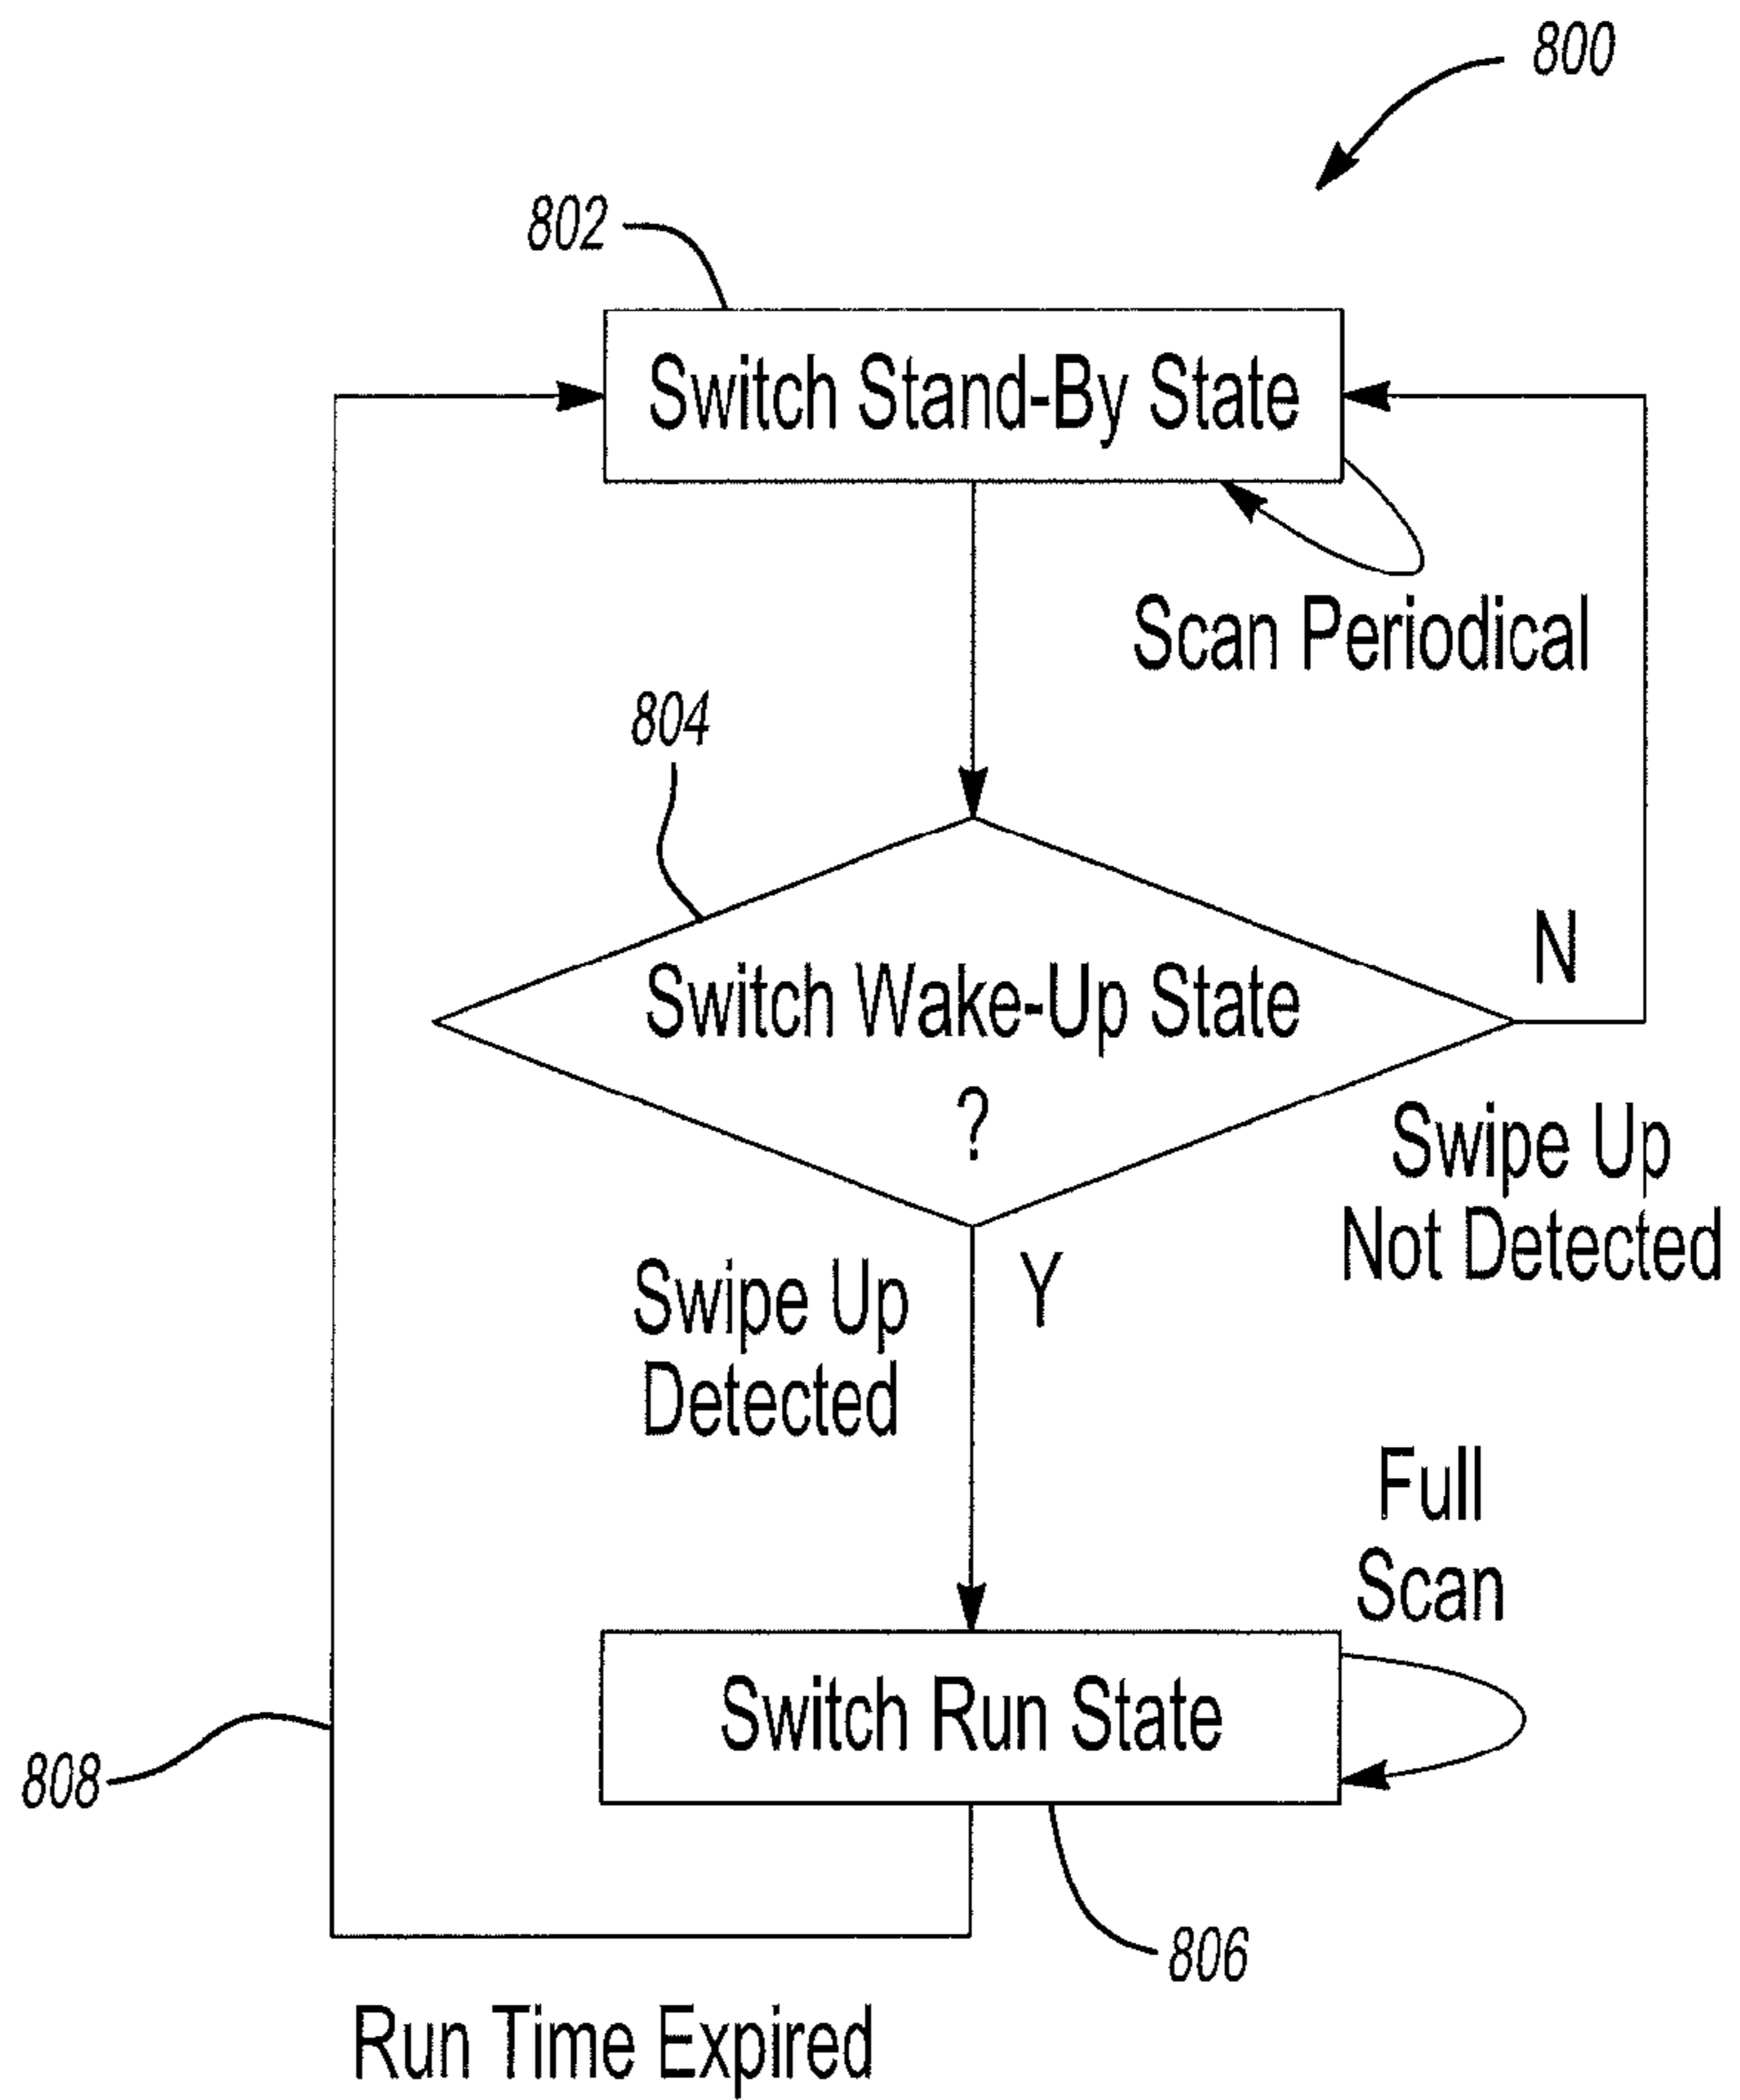 800
802
Switch Stand-By State
Scan Periodical
804
N
Switch Wake-Up State
?
Swipe Up
Not Detected
Y
Swipe Up
Detected
Full
Scan
Switch Run State
808
806
Run Time Expired